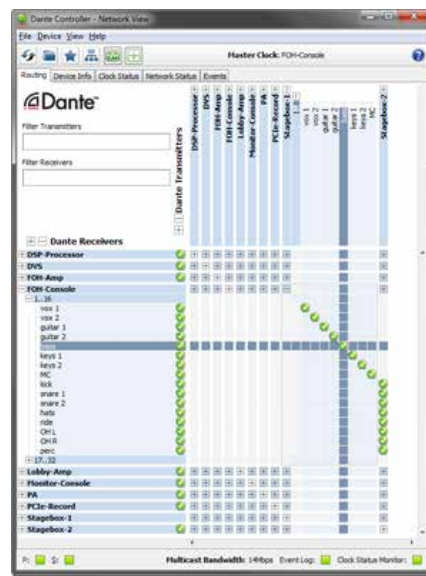 Dante Controller - Network View
File Device View Help
Master Clock: FOH-Console
Routing Device Info Clock Status Network Status Events
Dante™
Filter Transmitters
Filter Receivers
Dante Receivers
Dante Transmitters
DSP-Processor
DVS
FOH-Amp
FOH-Console
Lobby-Amp
Monitor-Console
PA
PCIe-Record
Stagebox-1
1..8
vox 1
vox 2
guitar 1
guitar 2
keys 1
keys 2
MC
Stagebox-2
DSP-Processor
DVS
FOH-Amp
FOH-Console
1..16
vox 1
vox 2
guitar 1
guitar 2
keys 1
keys 2
MC
kick
snare 1
snare 2
hats
ride
OH L
OH R
perc
17..32
Lobby-Amp
Monitor-Console
PA
PCIe-Record
Stagebox-1
Stagebox-2
P: S: Multicast Bandwidth: 14Mbps Event Log: Clock Status Monitor: